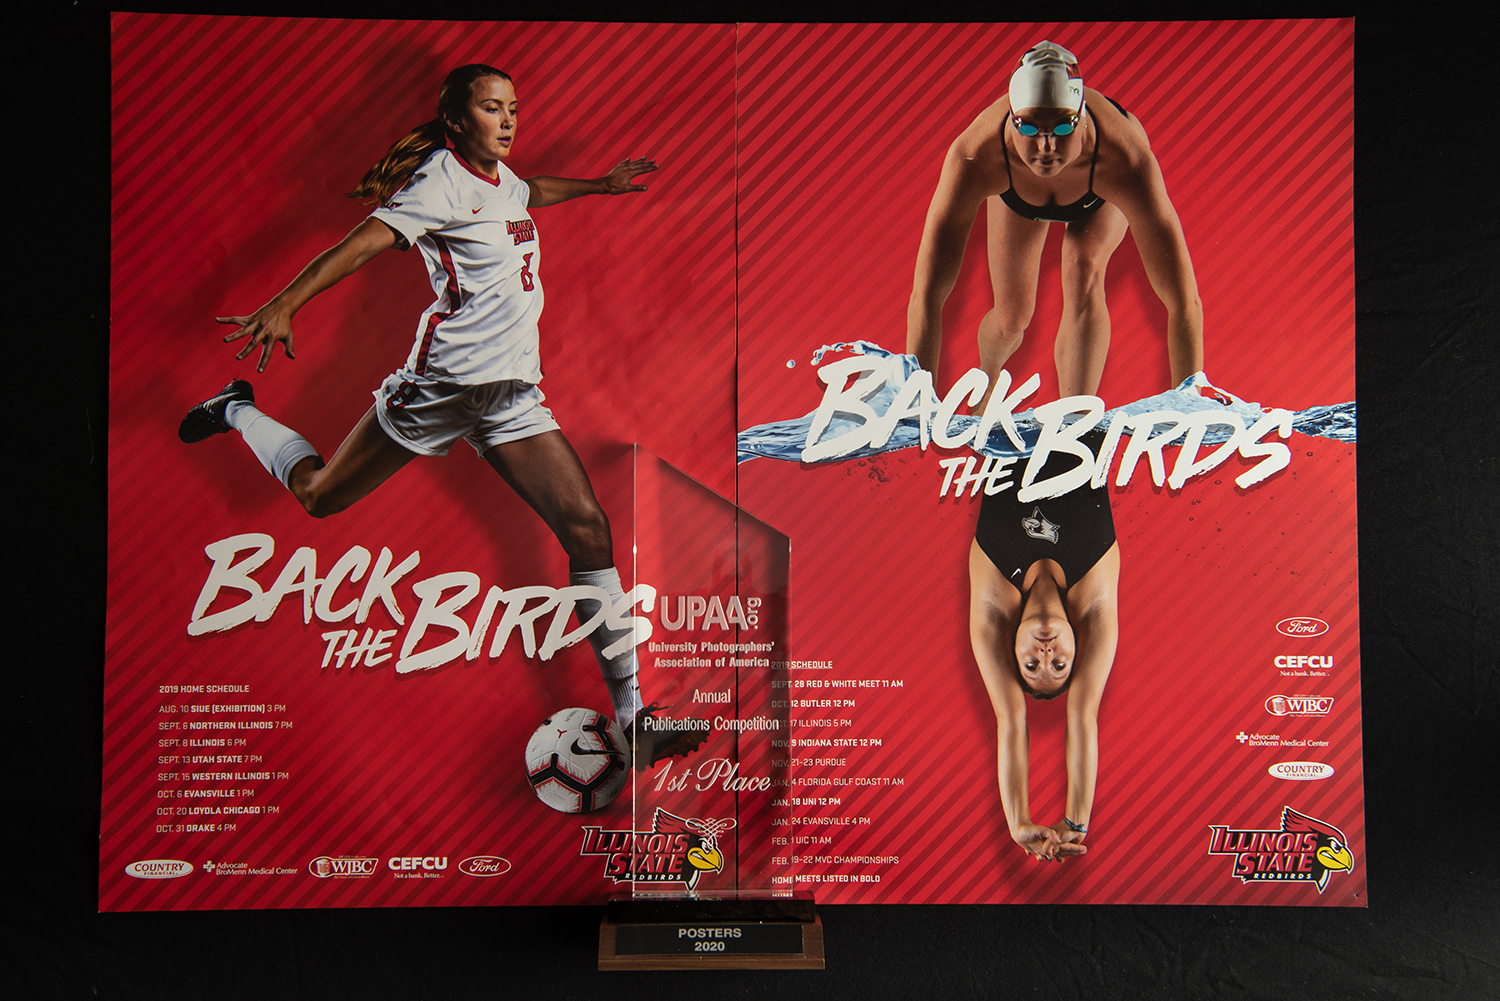 ILLINOIS
STATE
8
8
BACK
THE BIRDS
2019 HOME SCHEDULE
AUG. 10 SIUE (EXHIBITION) 3 PM
SEPT. 6 NORTHERN ILLINOIS 7 PM
SEPT. 8 ILLINOIS 6 PM
SEPT. 13 UTAH STATE 7 PM
SEPT. 15 WESTERN ILLINOIS 1 PM
OCT. 6 EVANSVILLE 1 PM
OCT. 20 LOYOLA CHICAGO 1 PM
OCT. 31 DRAKE 4 PM
COUNTRY
FINANCIAL
Advocate
BroMenn Medical Center
WJBC
CEFCU
Not a bank. Better.
Ford
ILLINOIS
STATE
REDBIRDS
TYR
BACK
THE BIRDS
2019 SCHEDULE
SEPT. 28 RED & WHITE MEET 11 AM
OCT. 12 BUTLER 12 PM
OCT. 17 ILLINOIS 5 PM
NOV. 9 INDIANA STATE 12 PM
NOV. 21-23 PURDUE
JAN. 4 FLORIDA GULF COAST 11 AM
JAN. 18 UNI 12 PM
JAN. 24 EVANSVILLE 4 PM
FEB. 1 UIC 11 AM
FEB. 19-22 MVC CHAMPIONSHIPS
HOME MEETS LISTED IN BOLD
Ford
CEFCU
Not a bank. Better.
WJBC
Advocate
BroMenn Medical Center
COUNTRY
FINANCIAL
ILLINOIS
STATE
REDBIRDS
UPAA.org
University Photographers'
Association of America
Annual
Publications Competition
1st Place
POSTERS
2020